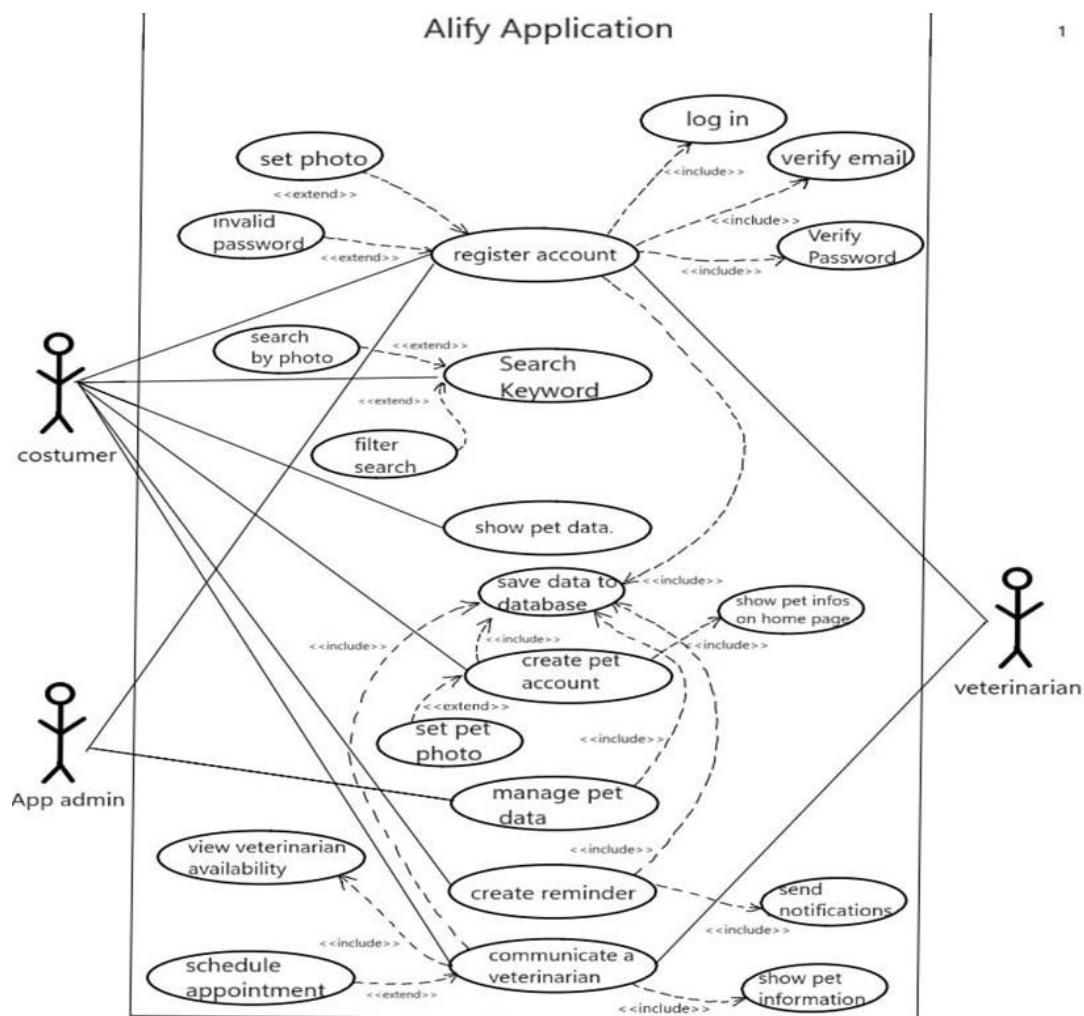 Alify Application
1
log in
set photo
<<include>>
verify email
<<extend>>
invalid
password
<<include>>
Verify
Password
<<extend>>
register account
<<include>>
search
by photo
<<extend>>
Search
Keyword
<<extend>>
filter
search
costumer
show pet data.
save data to
database
<<include>>
show pet infos
on home page
<<include>>
<<include>>
<<include>>
create pet
account
veterinarian
<<extend>>
set pet
photo
<<include>>
App admin
manage pet
data
view veterinarian
availability
<<include>>
create reminder
send
notifications
<<include>>
<<include>>
communicate a
veterinarian
schedule
appointment
<<extend>>
show pet
information
<<include>>